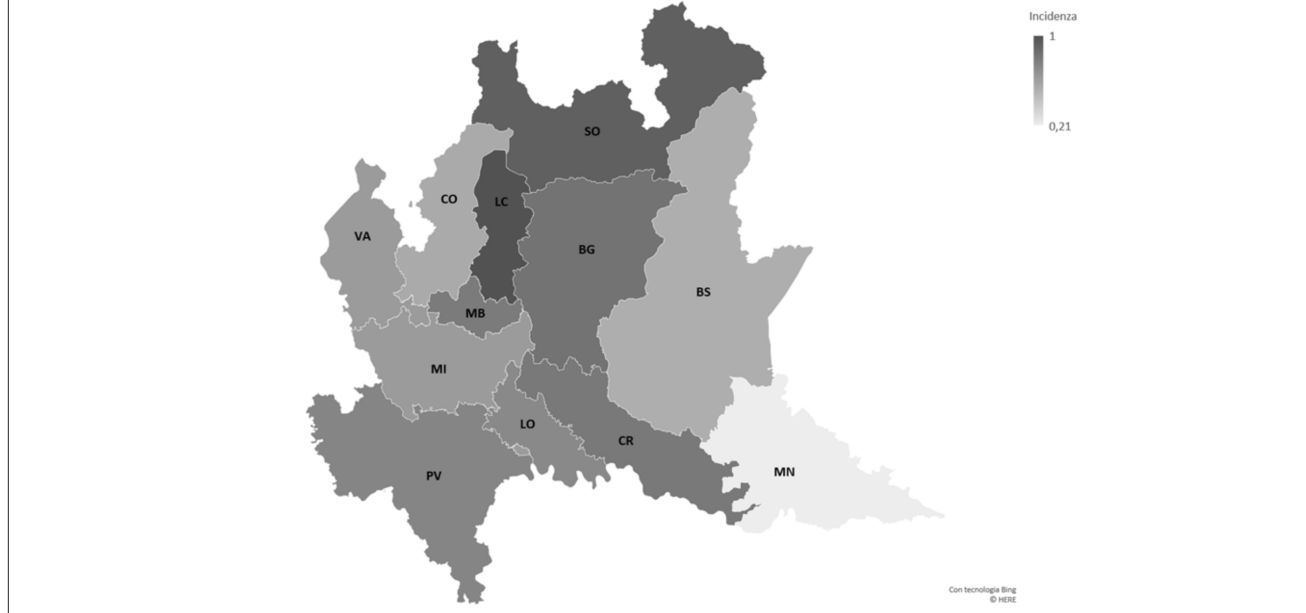 Incidenza
1
0,21
SO
CO
LC
VA
BG
BS
MB
MI
LO
CR
PV
MN
Con tecnologia Bing
© HERE